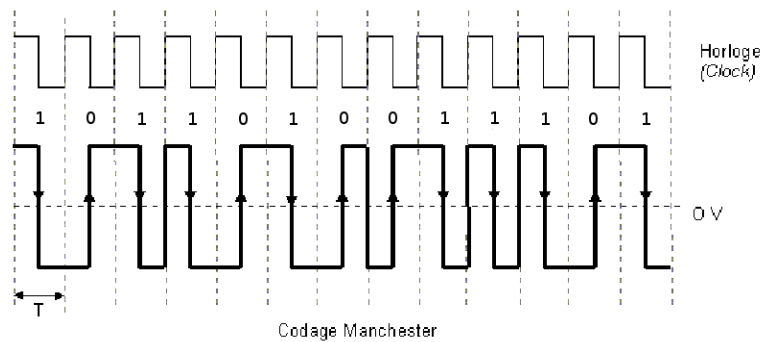 Horloge
(Clock)
1 0 1 1 0 1 0 0 1 1 1 0 1
0 V
T
Codage Manchester